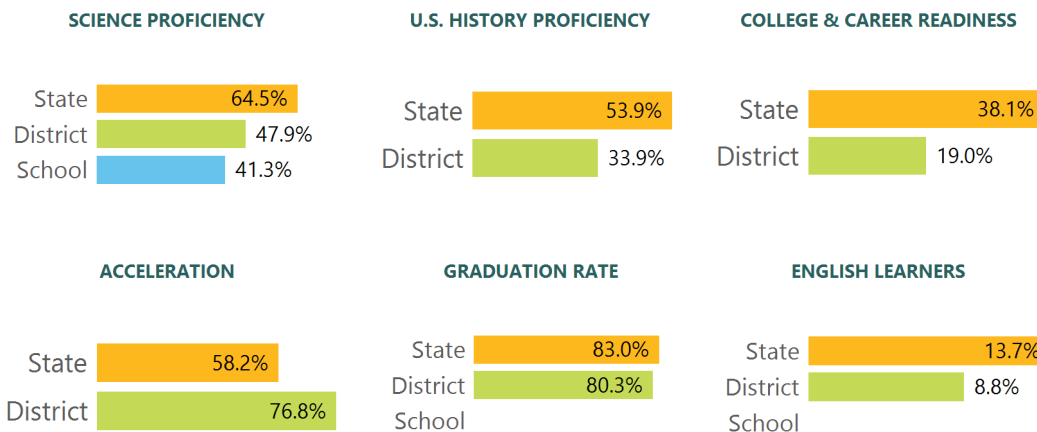 SCIENCE PROFICIENCY
State 64.5%
District 47.9%
School 41.3%
U.S. HISTORY PROFICIENCY
State 53.9%
District 33.9%
COLLEGE & CAREER READINESS
State 38.1%
District 19.0%
ACCELERATION
State 58.2%
District 76.8%
GRADUATION RATE
State 83.0%
District 80.3%
School
ENGLISH LEARNERS
State 13.7%
District 8.8%
School